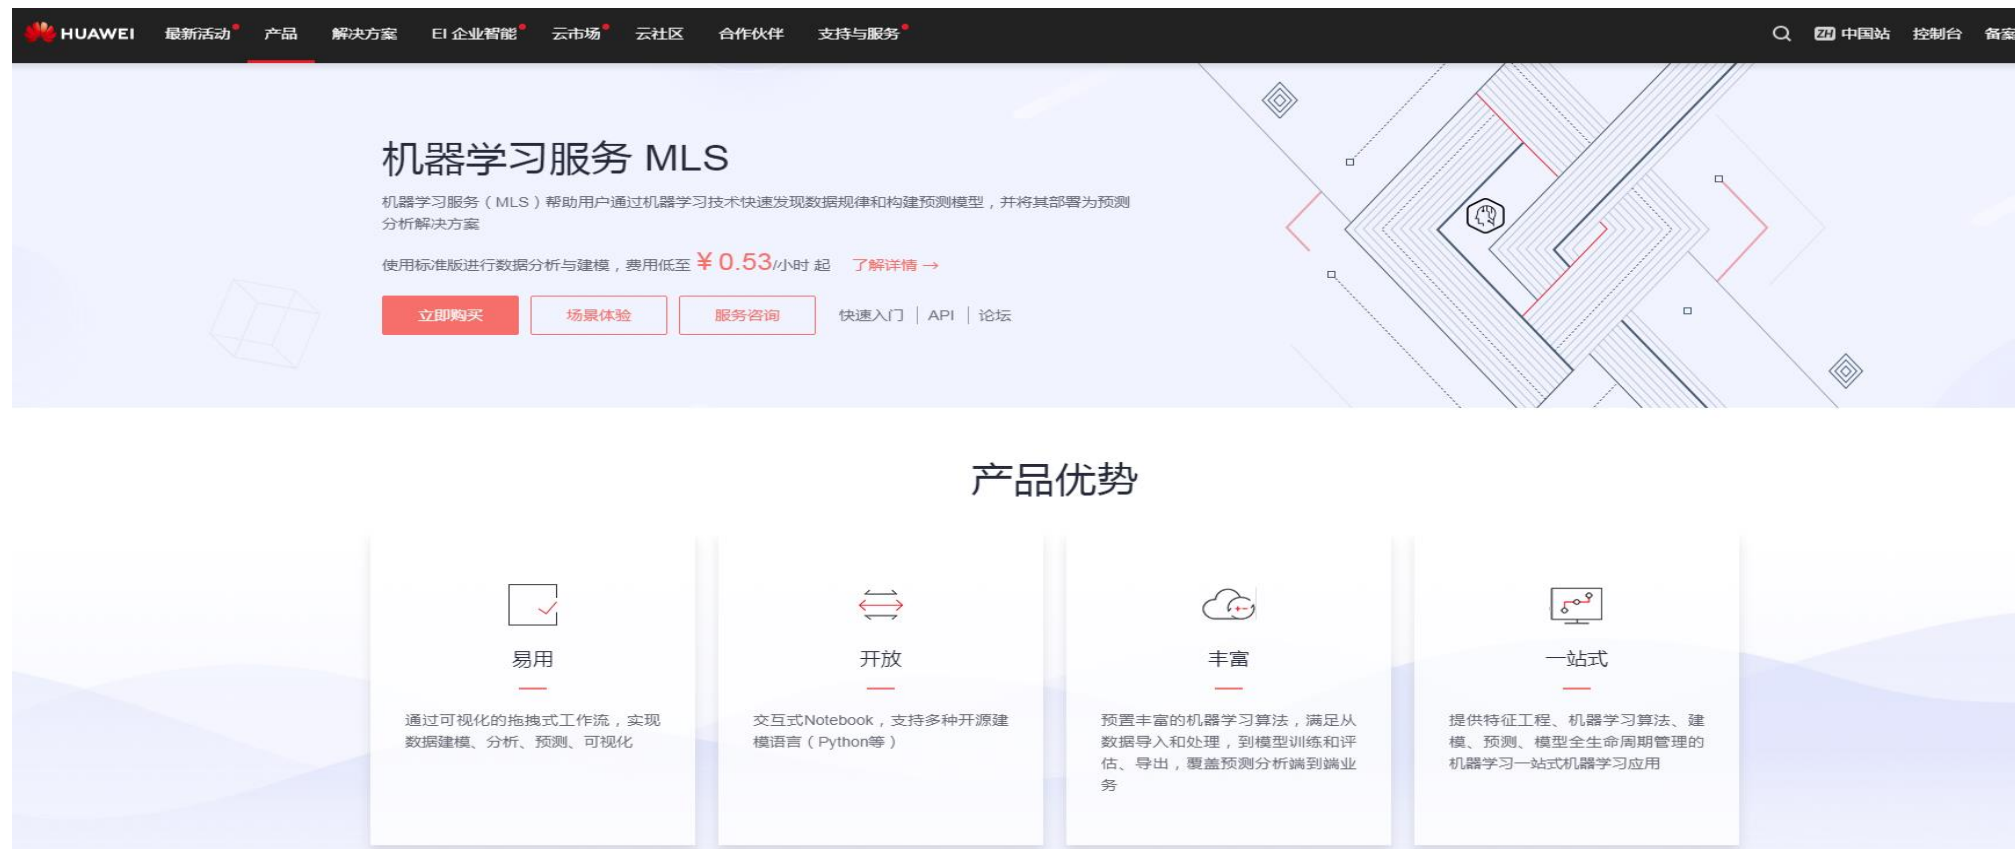 HUAWEI 最新活动 产品 解决方案 EI 企业智能 云市场 云社区 合作伙伴 支持与服务 ZH 中国站 控制台 备案
机器学习服务 MLS
机器学习服务（MLS）帮助用户通过机器学习技术快速发现数据规律和构建预测模型，并将其部署为预测
分析解决方案
使用标准版进行数据分析与建模，费用低至 ¥ 0.53/小时 起 了解详情 →
立即购买 场景体验 服务咨询 快速入门 | API | 论坛
产品优势
易用
通过可视化的拖拽式工作流，实现
数据建模、分析、预测、可视化
开放
交互式Notebook，支持多种开源建
模语言（Python等）
丰富
预置丰富的机器学习算法，满足从
数据导入和处理，到模型训练和评
估、导出，覆盖预测分析端到端业
务
一站式
提供特征工程、机器学习算法、建
模、预测、模型全生命周期管理的
机器学习一站式机器学习应用